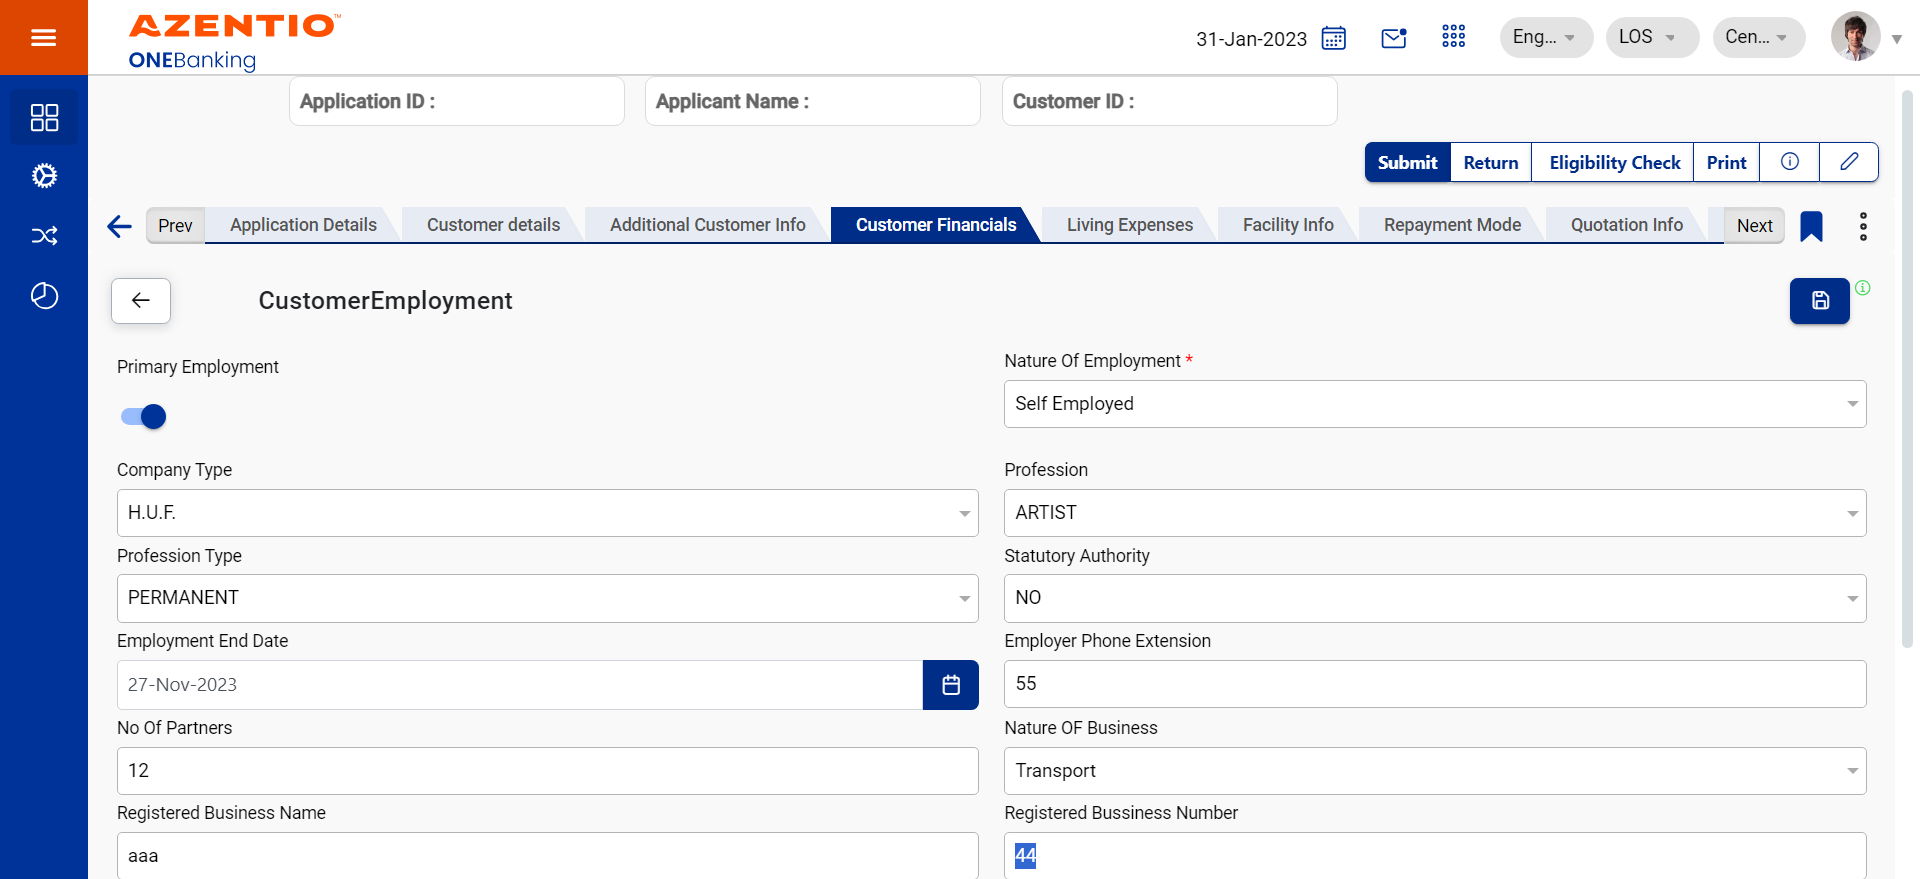 AZENTIO™
ONEBanking
31-Jan-2023
Eng...
LOS
Cen...
Application ID :
Applicant Name :
Customer ID :
Submit
Return
Eligibility Check
Print
Prev
Application Details
Customer details
Additional Customer Info
Customer Financials
Living Expenses
Facility Info
Repayment Mode
Quotation Info
Next
CustomerEmployment
Primary Employment
Nature Of Employment *
Self Employed
Company Type
Profession
H.U.F.
ARTIST
Profession Type
Statutory Authority
PERMANENT
NO
Employment End Date
Employer Phone Extension
27-Nov-2023
55
No Of Partners
Nature OF Business
12
Transport
Registered Business Name
Registered Bussiness Number
aaa
44